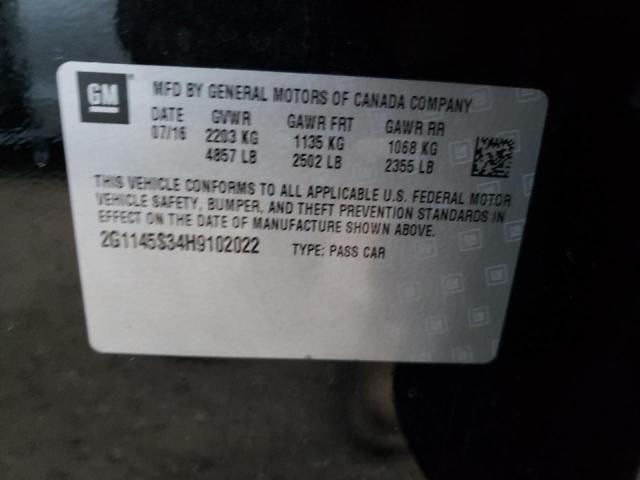 GM
MFD BY GENERAL MOTORS OF CANADA COMPANY
DATE GVWR GAWR FRT GAWR RR
07/16 2203 KG 1135 KG 1068 KG
4857 LB 2502 LB 2355 LB
THIS VEHICLE CONFORMS TO ALL APPLICABLE U.S. FEDERAL MOTOR
VEHICLE SAFETY, BUMPER, AND THEFT PREVENTION STANDARDS IN
EFFECT ON THE DATE OF MANUFACTURE SHOWN ABOVE.
2G1145S34H9102022 TYPE: PASS CAR